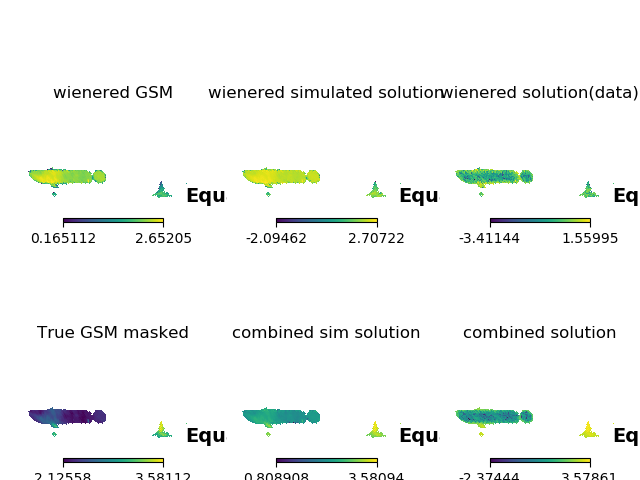 wienered GSM wienered simulated solution wienered solution(data)
Equ Equ Eq
0.165112 2.65205 -2.09462 2.70722 -3.41144 1.55995
True GSM masked combined sim solution combined solution
Equ Equ Eq
2.12558 3.58112 0.808908 3.58094 -2.37444 3.57861